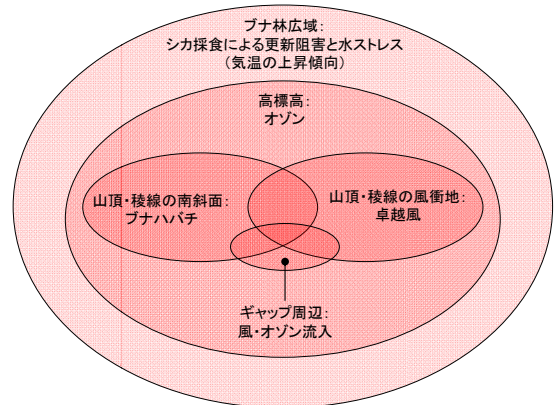 ブナ林広域：
シカ採食による更新阻害と水ストレス
（気温の上昇傾向）
高標高：
オゾン
山頂・稜線の南斜面：
ブナハバチ
山頂・稜線の風衝地：
卓越風
ギャップ周辺：
風・オゾン流入